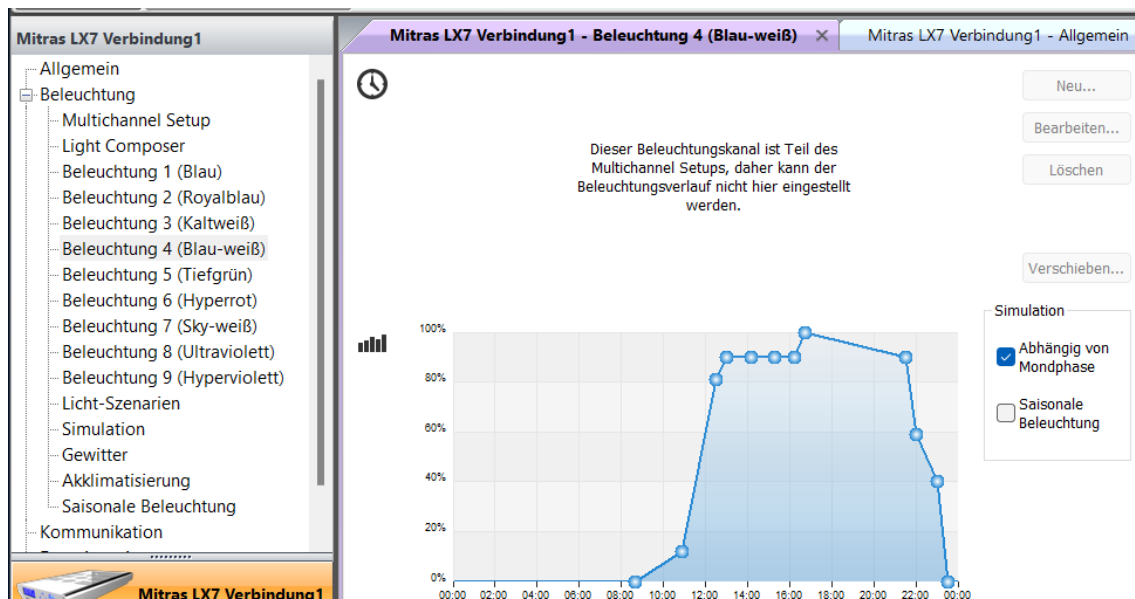 Mitras LX7 Verbindung1
Allgemein
Beleuchtung
Multichannel Setup
Light Composer
Beleuchtung 1 (Blau)
Beleuchtung 2 (Royalblau)
Beleuchtung 3 (Kaltweiß)
Beleuchtung 4 (Blau-weiß)
Beleuchtung 5 (Tiefgrün)
Beleuchtung 6 (Hyperrot)
Beleuchtung 7 (Sky-weiß)
Beleuchtung 8 (Ultraviolett)
Beleuchtung 9 (Hyperviolett)
Licht-Szenarien
Simulation
Gewitter
Akklimatisierung
Saisonale Beleuchtung
Kommunikation
Mitras LX7 Verbindung1
Mitras LX7 Verbindung1 - Beleuchtung 4 (Blau-weiß)
Mitras LX7 Verbindung1 - Allgemein
Dieser Beleuchtungskanal ist Teil des
Multichannel Setups, daher kann der
Beleuchtungsverlauf nicht hier eingestellt
werden.
Neu...
Bearbeiten...
Löschen
Verschieben...
Simulation
Abhängig von
Mondphase
Saisonale
Beleuchtung
100%
80%
60%
40%
20%
0%
00:00 02:00 04:00 06:00 08:00 10:00 12:00 14:00 16:00 18:00 20:00 22:00 00:00